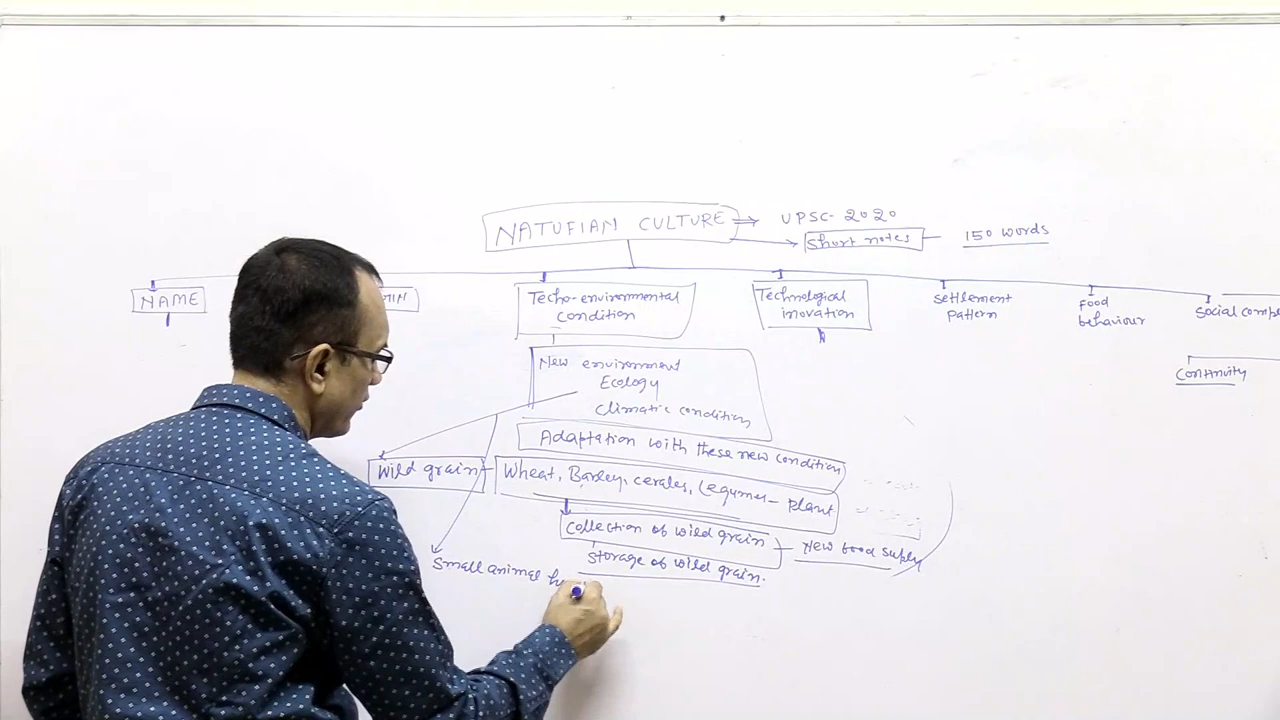 NATUFIAN CULTURE
UPSC-2020
Short notes
150 words
NAME
Techo-environmental
condition
Technological
inovation
Settlement
pattern
Food
behaviour
Social
Continuity
New environment
Ecology
Climatic condition
Adaptation with these new condition
Wild grain
Wheat, Barley, cerales, Legumes- plant
Collection of wild grain
Storage of wild grain.
New food supply
Small animal